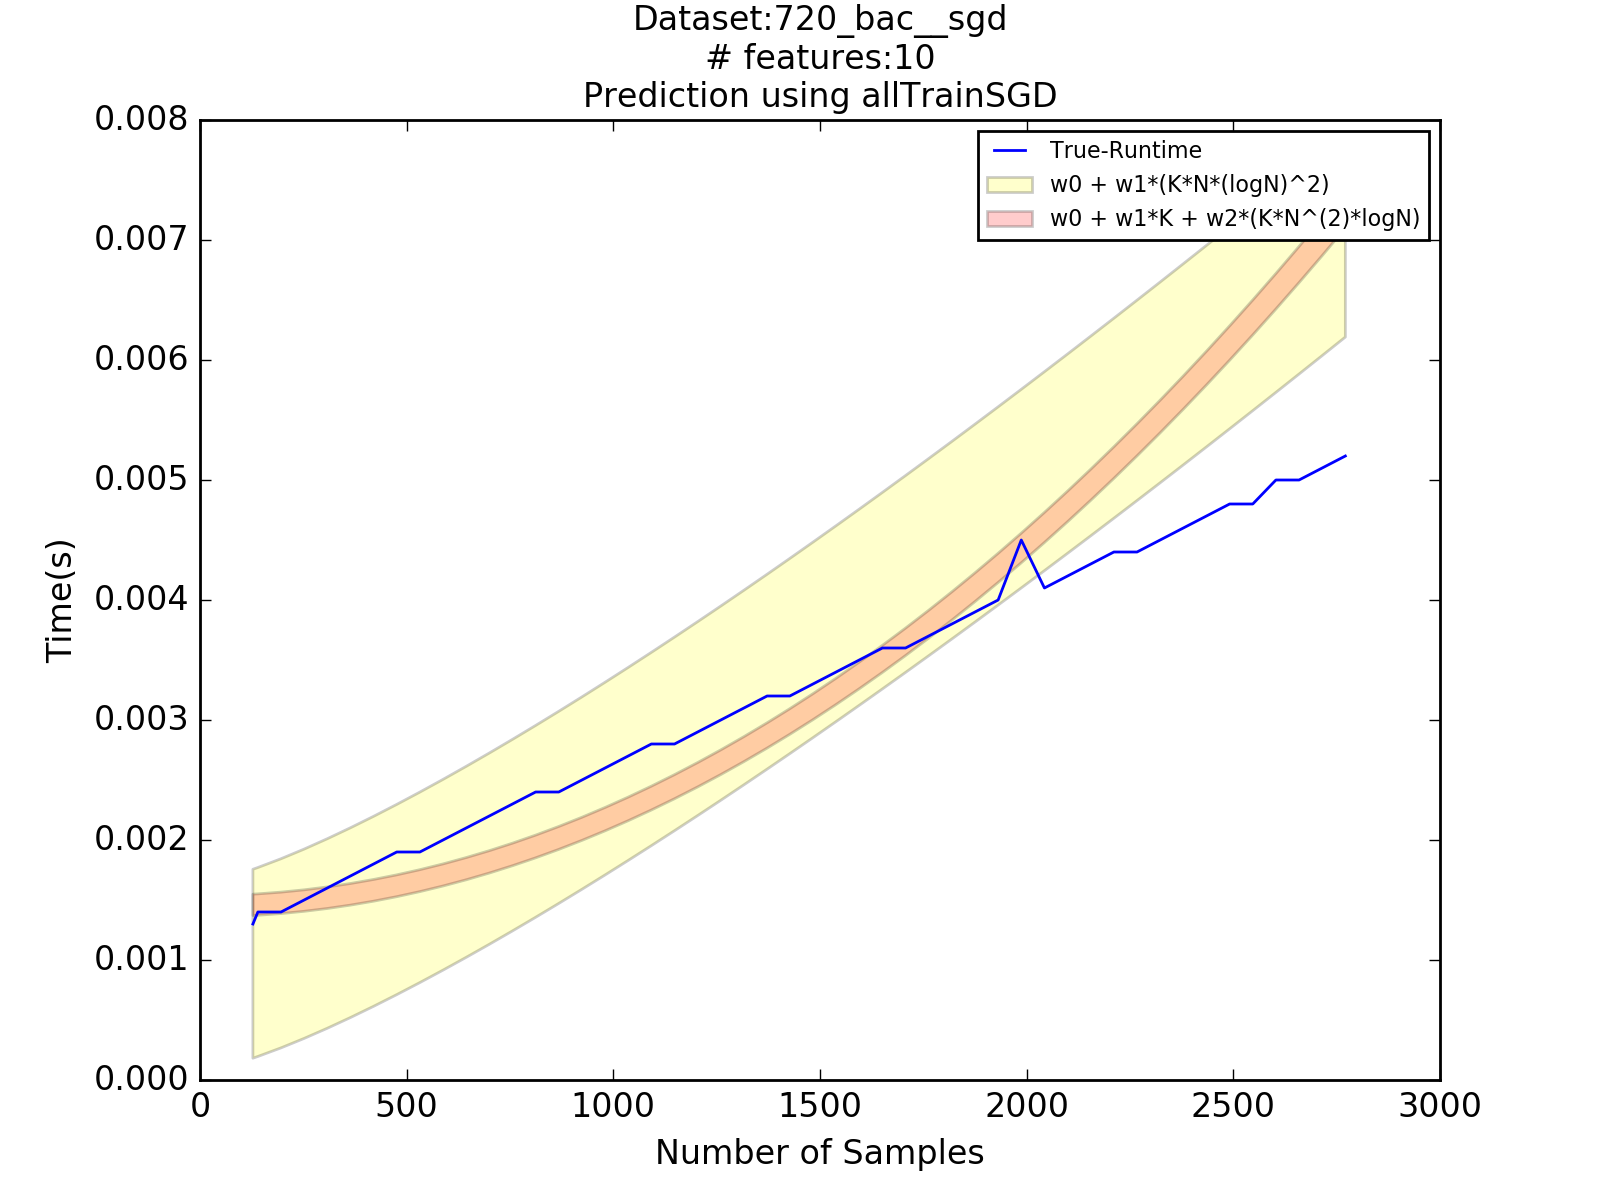 Dataset:720_bac__sgd
# features:10
Prediction using allTrainSGD
True-Runtime
w0 + w1*(K*N*(logN)^2)
w0 + w1*K + w2*(K*N^(2)*logN)
0.008
0.007
0.006
0.005
0.004
0.003
0.002
0.001
0.000
Time(s)
0 500 1000 1500 2000 2500 3000
Number of Samples